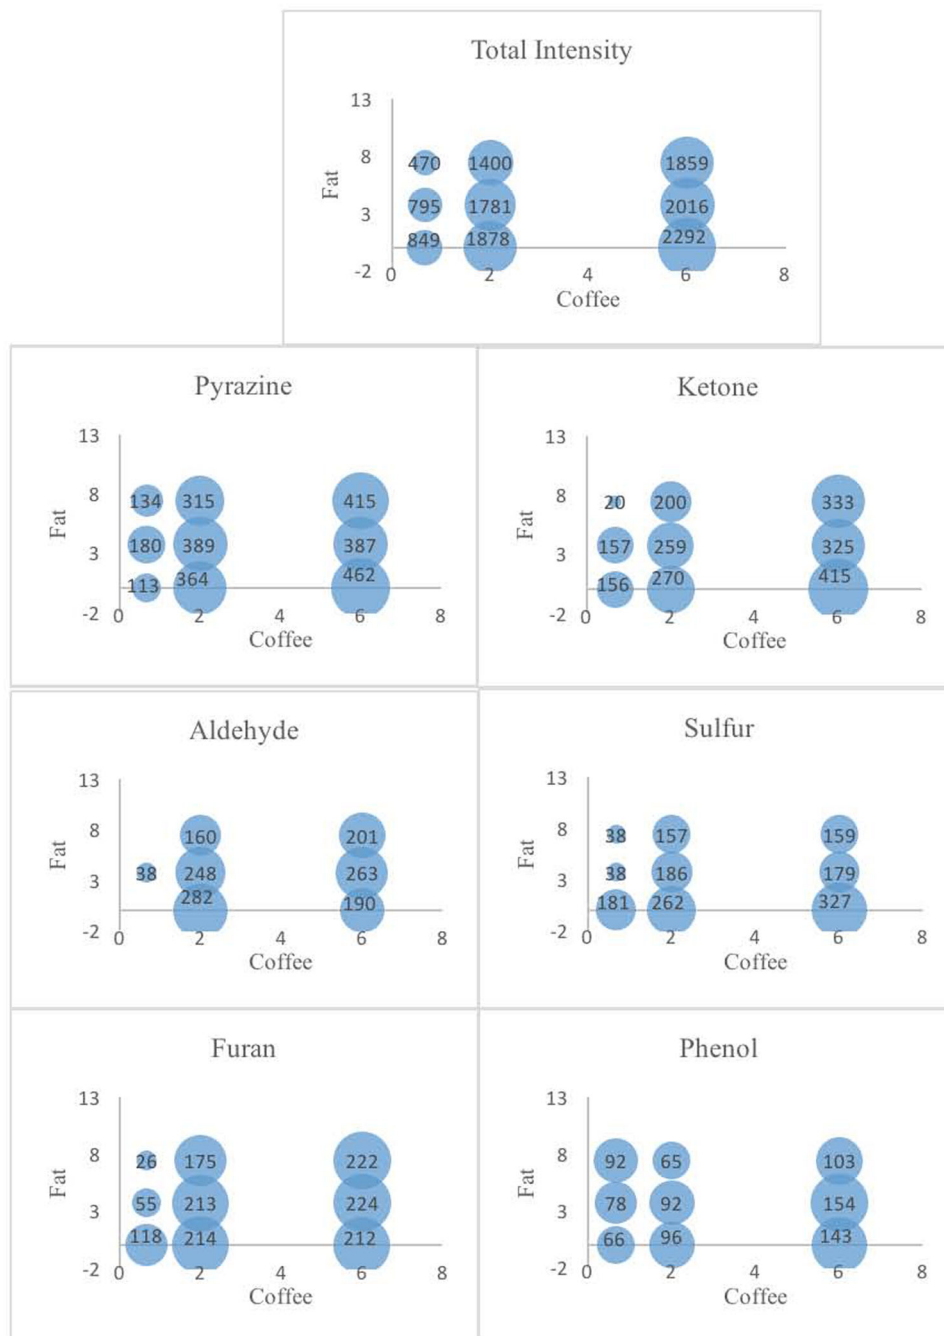 Total Intensity
13
8
3
-2
Fat
470 1400 1859
795 1781 2016
849 1878 2292
0 2 4 6 8
Coffee
Pyrazine
13
8
3
-2
Fat
134 315 415
180 389 387
113 364 462
0 2 4 6 8
Coffee
Ketone
13
8
3
-2
Fat
20 200 333
157 259 325
156 270 415
0 2 4 6 8
Coffee
Aldehyde
13
8
3
-2
Fat
160 201
38 248 263
282 190
0 2 4 6 8
Coffee
Sulfur
13
8
3
-2
Fat
38 157 159
38 186 179
181 262 327
0 2 4 6 8
Coffee
Furan
13
8
3
-2
Fat
26 175 222
55 213 224
118 214 212
0 2 4 6 8
Coffee
Phenol
13
8
3
-2
Fat
92 65 103
78 92 154
66 96 143
0 2 4 6 8
Coffee